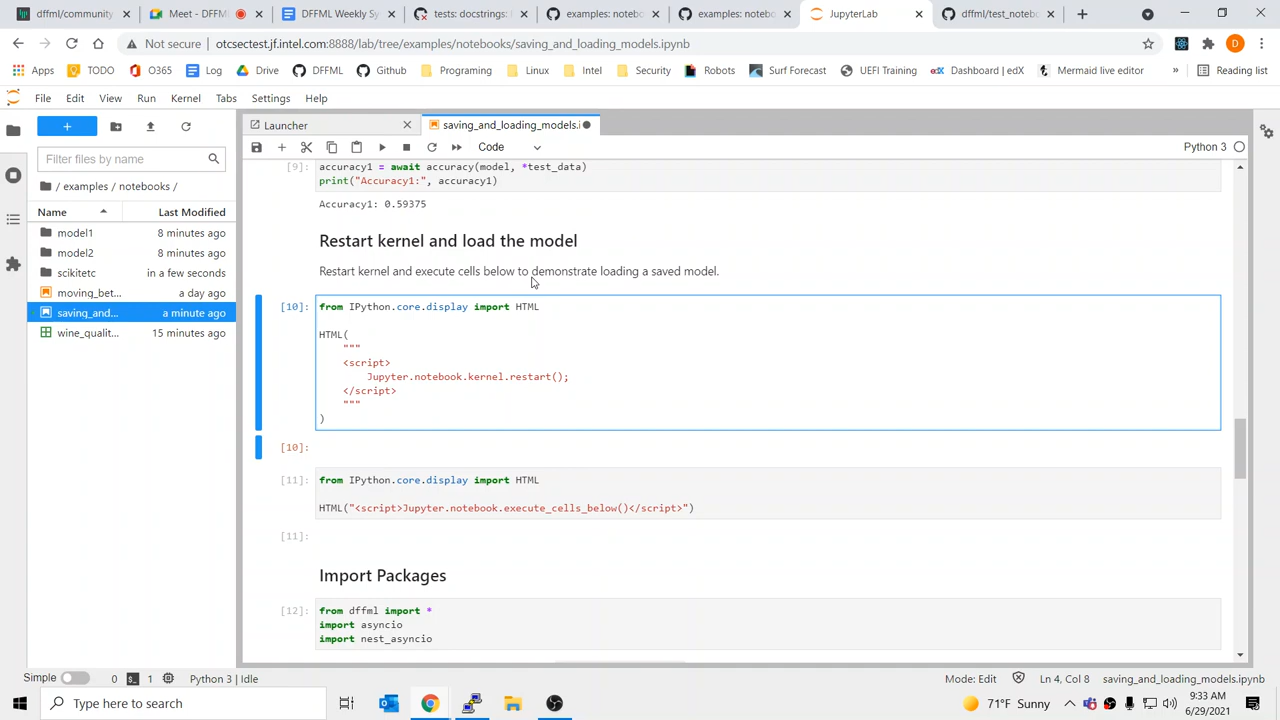 dffml/community
Meet - DFFM
DFFML Weekly Sy
tests: docstrings: 
examples: notebo
examples: notebo
JupyterLab
dffml/test_notebo
Not secure
otcsectest.jf.intel.com:8888/lab/tree/examples/notebooks/saving_and_loading_models.ipynb
D
Apps TODO O365 Log Drive DFFML Github Programing Linux Intel Security Robots Surf Forecast UEFI Training Dashboard | edX Mermaid live editor » Reading list
File Edit View Run Kernel Tabs Settings Help
Launcher
saving_and_loading_models.i
Code
Python 3
Filter files by name
/ examples / notebooks /
Name Last Modified
model1 8 minutes ago
model2 8 minutes ago
scikitetc in a few seconds
moving_bet... a day ago
saving_and... a minute ago
wine_qualit... 15 minutes ago
[9]: accuracy1 = await accuracy(model, *test_data)
print("Accuracy1:", accuracy1)
Accuracy1: 0.59375
Restart kernel and load the model
Restart kernel and execute cells below to demonstrate loading a saved model.
[10]: from IPython.core.display import HTML
HTML(
"""
<script>
Jupyter.notebook.kernel.restart();
</script>
"""
)
[10]:
[11]: from IPython.core.display import HTML
HTML("<script>Jupyter.notebook.execute_cells_below()</script>")
[11]:
Import Packages
[12]: from dffml import *
import asyncio
import nest_asyncio
Simple 0 1 Python 3 | Idle
Mode: Edit Ln 4, Col 8 saving_and_loading_models.ipynb
Type here to search
71°F Sunny
9:33 AM
6/29/2021